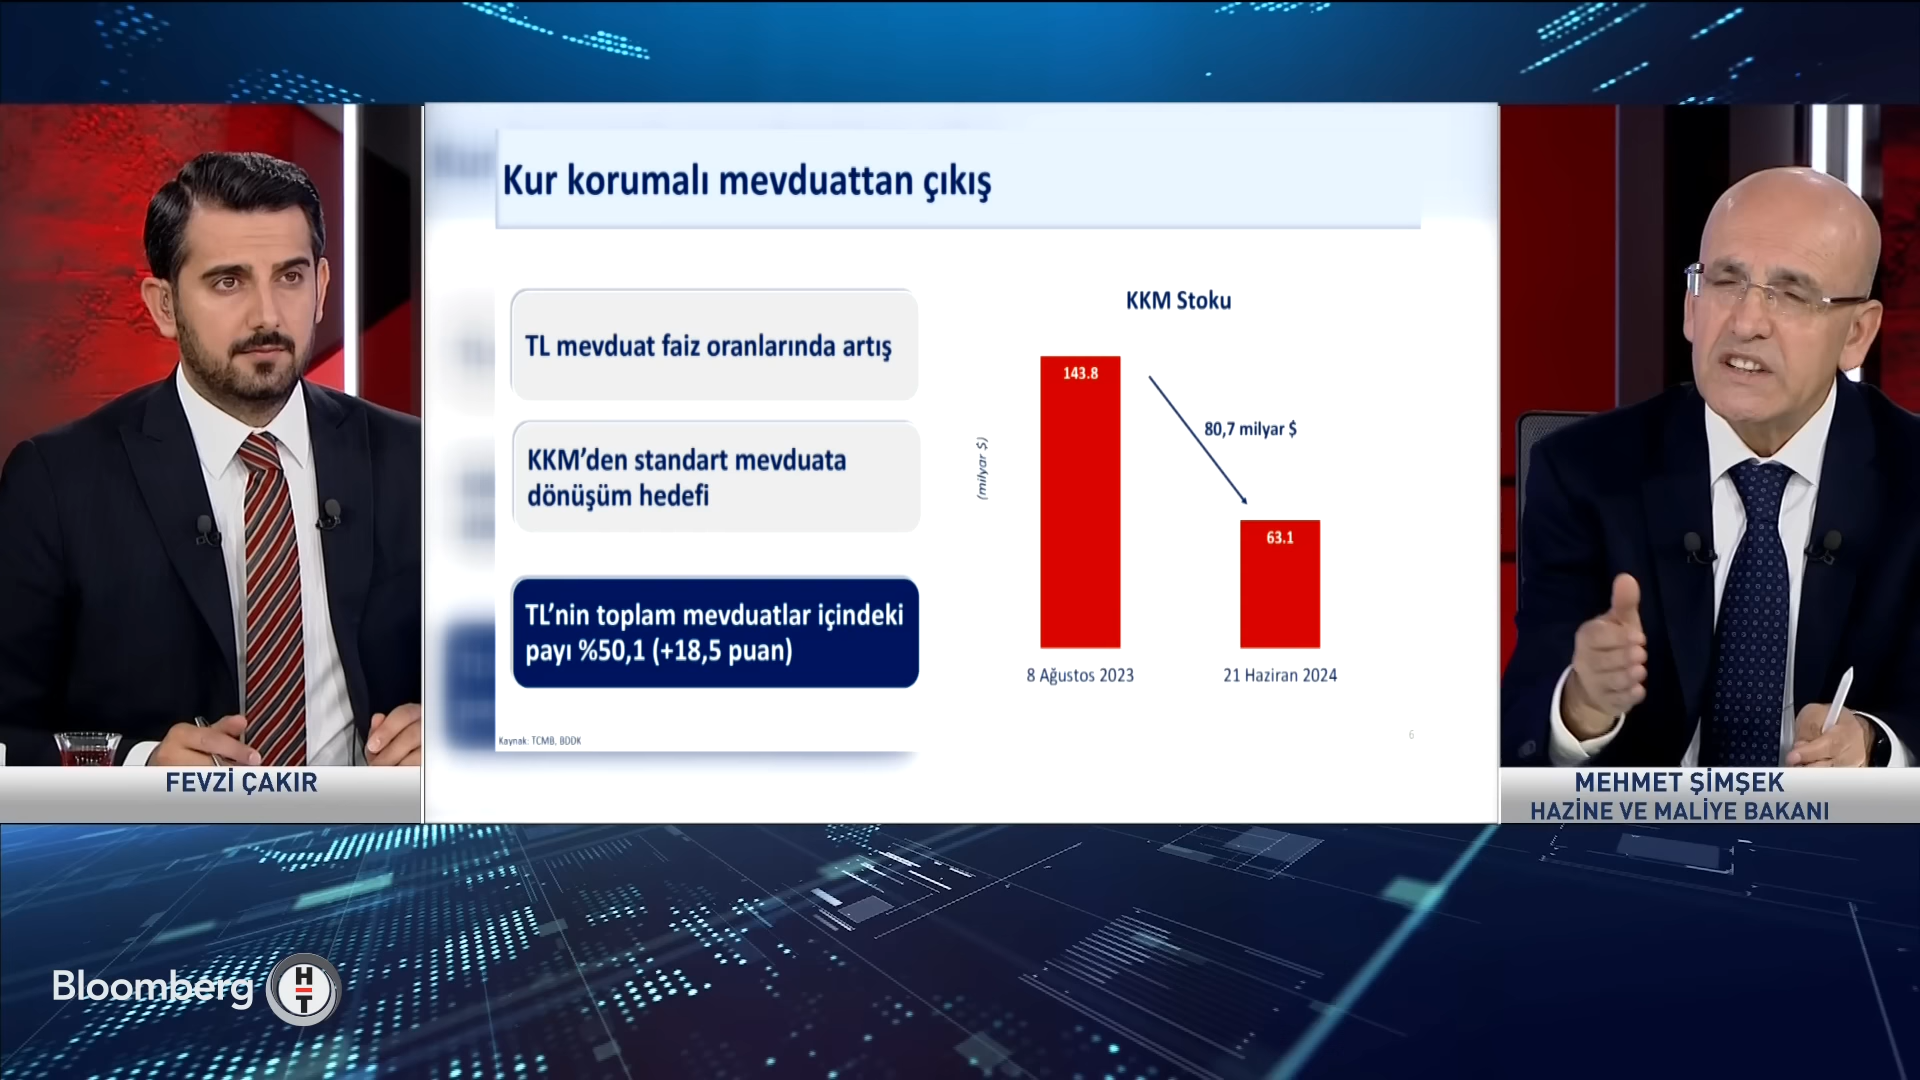 Kur korumalı mevduattan çıkış
TL mevduat faiz oranlarında artış
KKM'den standart mevduata
dönüşüm hedefi
TL'nin toplam mevduatlar içindeki
payı %50,1 (+18,5 puan)
KKM Stoku
(milyar $)
143.8
80,7 milyar $
63.1
8 Ağustos 2023
21 Haziran 2024
Kaynak: TCMB, BDDK
6
FEVZİ ÇAKIR
MEHMET ŞİMŞEK
HAZİNE VE MALİYE BAKANI
Bloomberg HT